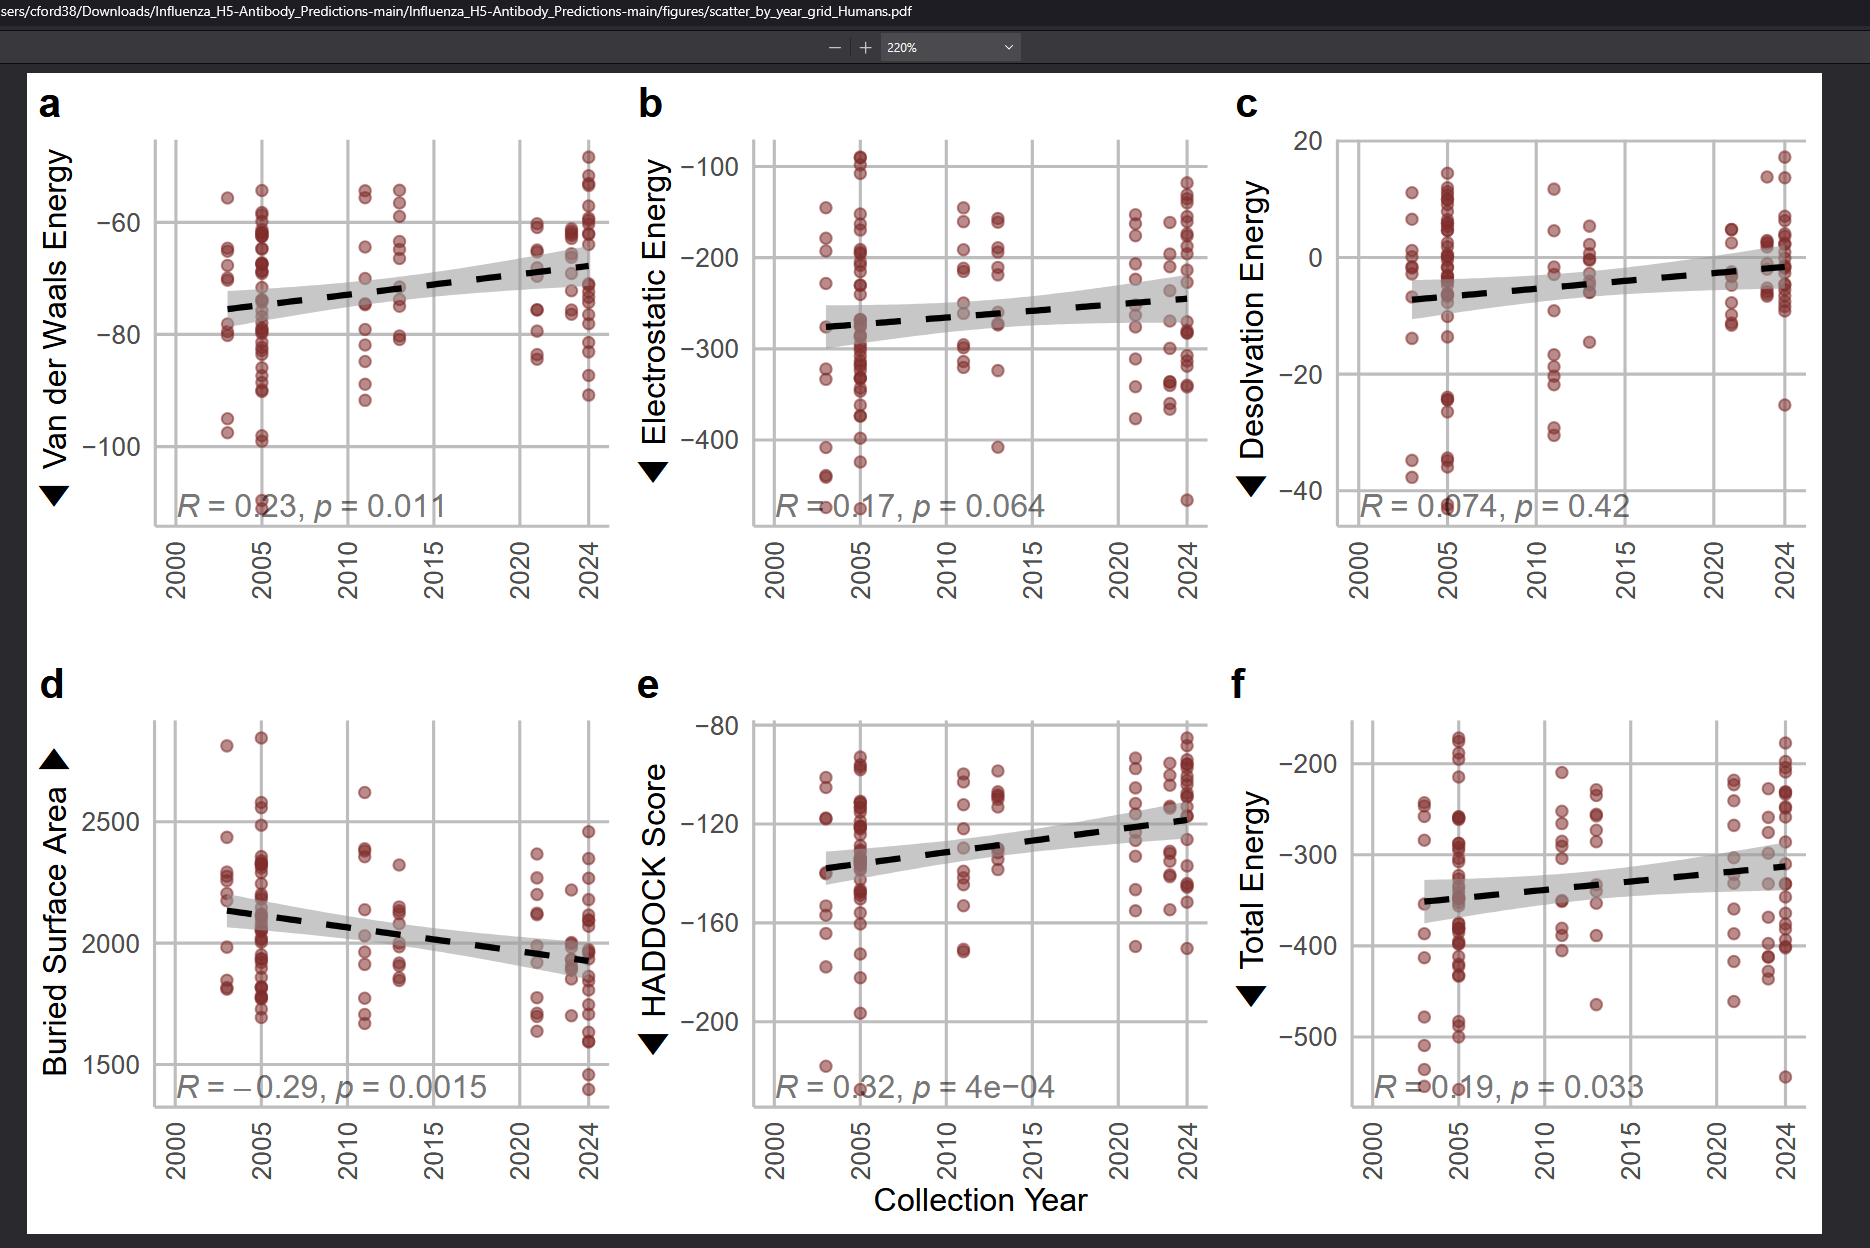 sers/cford38/Downloads/Influenza_H5-Antibody_Predictions-main/Influenza_H5-Antibody_Predictions-main/figures/scatter_by_year_grid_Humans.pdf
− + 220%
a
▼ Van der Waals Energy
−60
−80
−100
R = 0.23, p = 0.011
2000 2005 2010 2015 2020 2024
b
▼ Electrostatic Energy
−100
−200
−300
−400
R = 0.17, p = 0.064
2000 2005 2010 2015 2020 2024
c
▼ Desolvation Energy
20
0
−20
−40
R = 0.074, p = 0.42
2000 2005 2010 2015 2020 2024
d
Buried Surface Area ▲
2500
2000
1500
R = −0.29, p = 0.0015
2000 2005 2010 2015 2020 2024
e
▼ HADDOCK Score
−80
−120
−160
−200
R = 0.32, p = 4e−04
2000 2005 2010 2015 2020 2024
f
▼ Total Energy
−200
−300
−400
−500
R = 0.19, p = 0.033
2000 2005 2010 2015 2020 2024
Collection Year